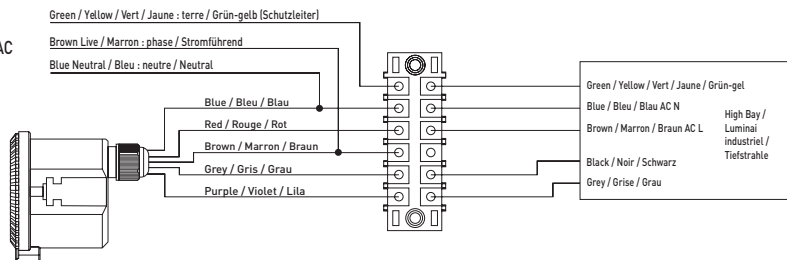 Green / Yellow / Vert / Jaune : terre / Grün-gelb (Schutzleiter)
AC
Brown Live / Marron : phase / Stromführend
Blue Neutral / Bleu : neutre / Neutral
Blue / Bleu / Blau
Red / Rouge / Rot
Brown / Marron / Braun
Grey / Gris / Grau
Purple / Violet / Lila
Green / Yellow / Vert / Jaune / Grün-gel
Blue / Bleu / Blau AC N
Brown / Marron / Braun AC L
Black / Noir / Schwarz
Grey / Grise / Grau
High Bay /
Luminai
industriel /
Tiefstrahle